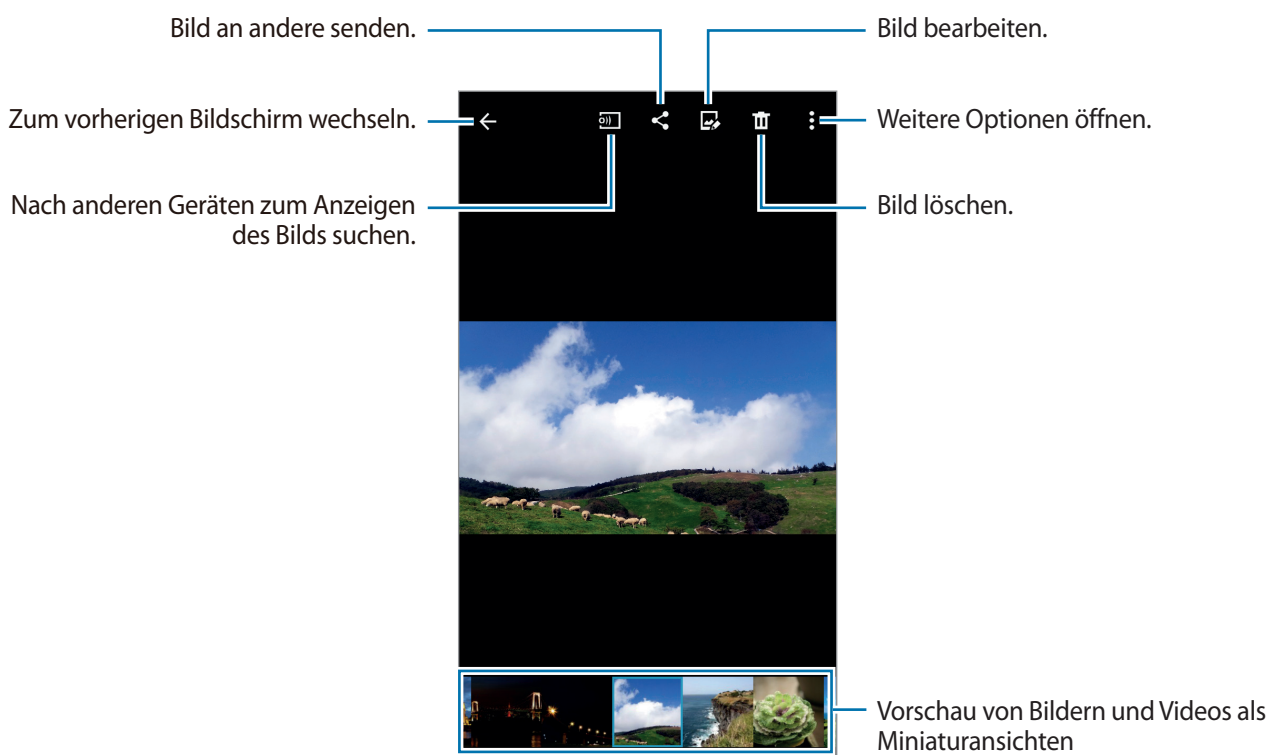 Bild an andere senden.
Bild bearbeiten.
Zum vorherigen Bildschirm wechseln.
Weitere Optionen öffnen.
Nach anderen Geräten zum Anzeigen
des Bilds suchen.
Bild löschen.
Vorschau von Bildern und Videos als
Miniaturansichten